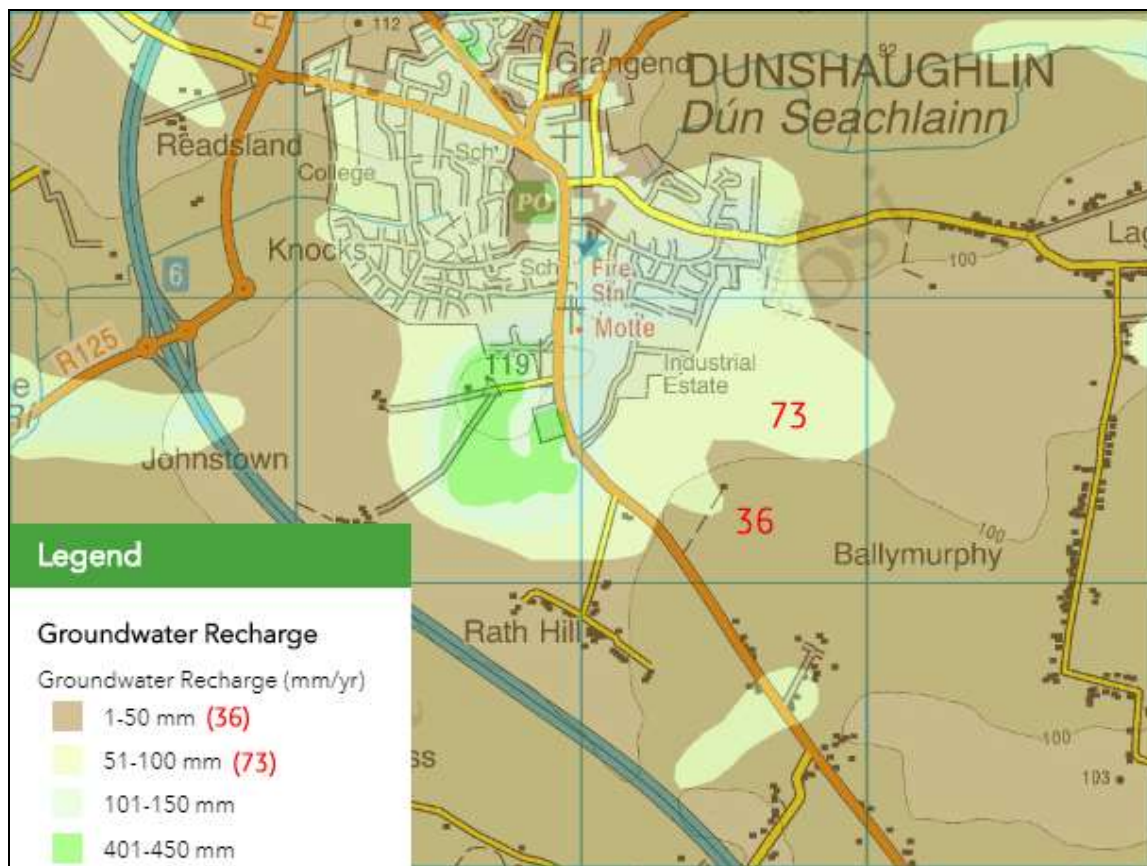 112
Grangend
DUNSHAUGHLIN
92
Dún Seachlainn
Readsland
Sch
College
PO
Knocks
Sch
Fire
Stn
6
Motte
100
R125
119
Industrial
Estate
73
Johnstown
36
100
Ballymurphy
Rath Hill
100
103
Osi
Legend
Groundwater Recharge
Groundwater Recharge (mm/yr)
1-50 mm (36)
51-100 mm (73)
101-150 mm
401-450 mm